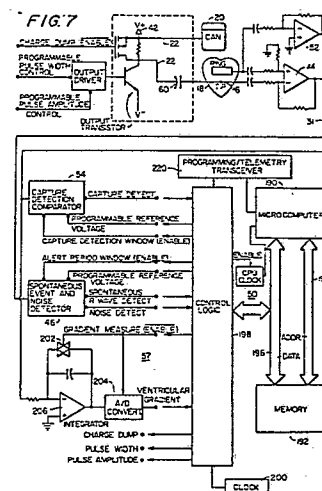 FIG.7
CHARGE DUMP (ENABLE)
PROGRAMMABLE
PULSE WIDTH
CONTROL
OUTPUT
DRIVER
PROGRAMMABLE
PULSE AMPLITUDE
CONTROL
OUTPUT
TRANSISTOR
V+
42
22
22
V-
20
CAN
60
18
16
52
44
31
220
PROGRAMMING/TELEMETRY
TRANSCEIVER
54
CAPTURE
DETECTION
COMPARATOR
CAPTURE DETECT
PROGRAMMABLE REFERENCE
VOLTAGE
CAPTURE DETECTION WINDOW (ENABLE)
ALERT PERIOD WINDOW (ENABLE)
PROGRAMMABLE REFERENCE
VOLTAGE
SPONTANEOUS
EVENT AND
NOISE
DETECTOR
46
SPONTANEOUS
R WAVE DETECT
NOISE DETECT
GRADIENT MEASURE (ENABLE)
202
57
204
206
INTEGRATOR
A/D
CONVERT
VENTRICULAR
GRADIENT
CHARGE DUMP
PULSE WIDTH
PULSE AMPLITUDE
CONTROL
LOGIC
198
190
MICROCOMPUTER
ENABLE
CPU
CLOCK
50
196
ADDR
DATA
MEMORY
192
CLOCK
200